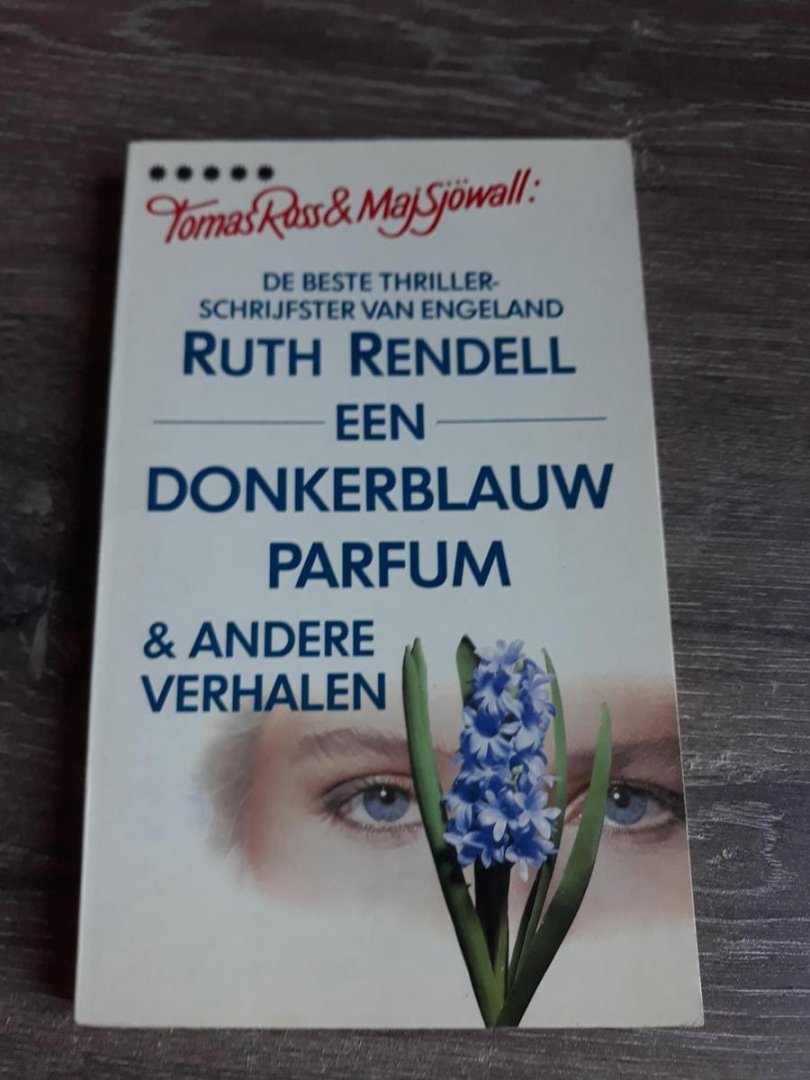 Tomas Ross & Maj Sjöwall:
DE BESTE THRILLER-
SCHRIJFSTER VAN ENGELAND
RUTH RENDELL
EEN
DONKERBLAUW
PARFUM
& ANDERE
VERHALEN